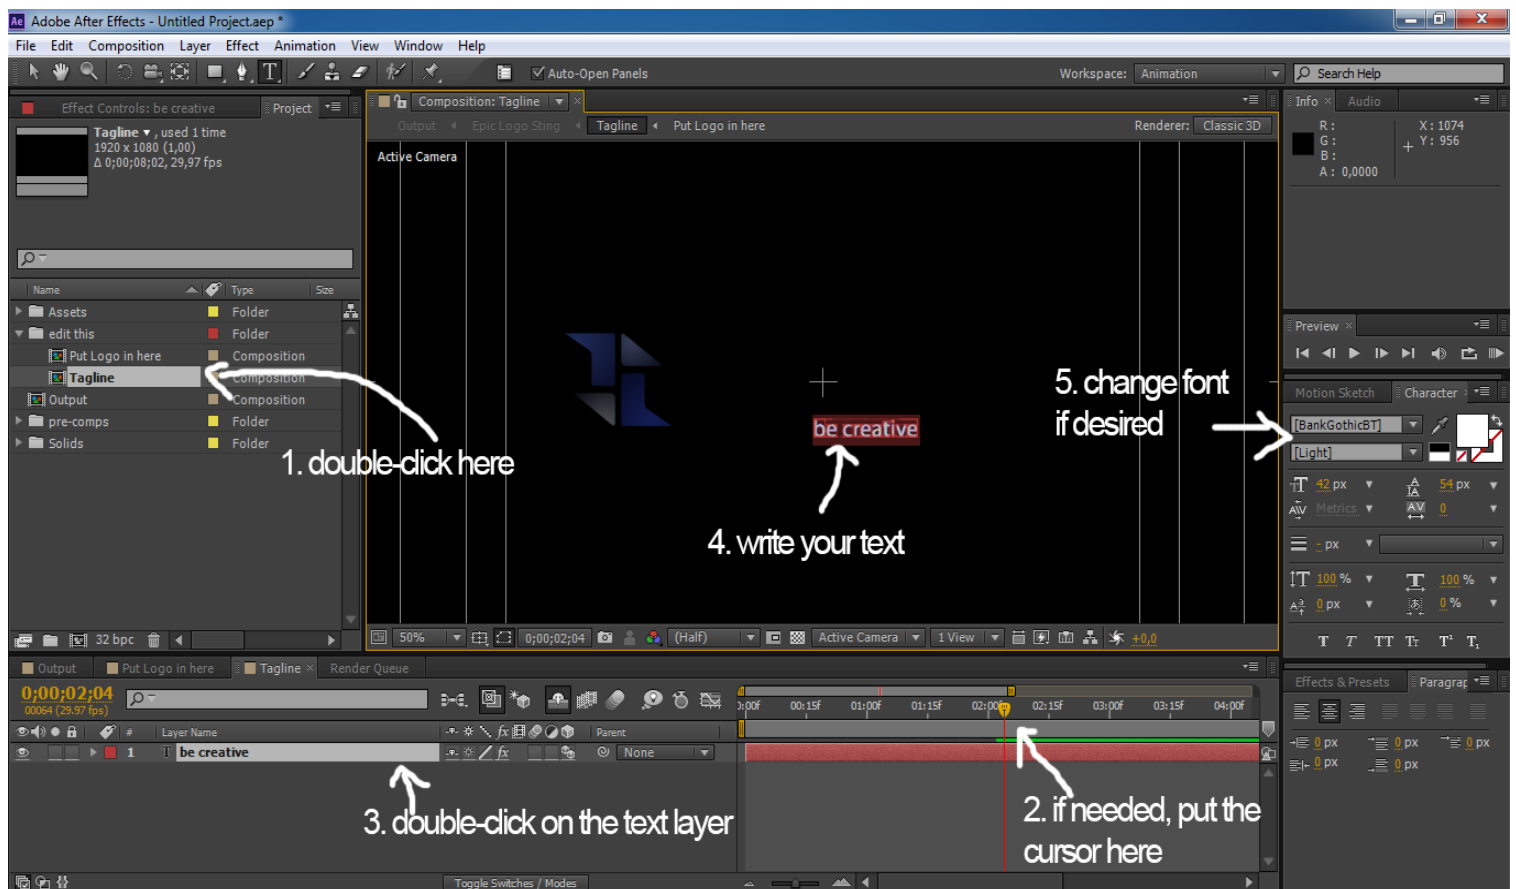 Ae Adobe After Effects - Untitled Project.aep *
File Edit Composition Layer Effect Animation View Window Help
Auto-Open Panels
Workspace: Animation
Search Help
Effect Controls: be creative
Project
Tagline ▾ , used 1 time
1920 x 1080 (1,00)
Δ 0;00;08;02, 29,97 fps
Name Type Size
Assets Folder
edit this Folder
Put Logo in here Composition
Tagline Composition
Output Composition
pre-comps Folder
Solids Folder
1. double-click here
32 bpc
Composition: Tagline
Output Epic Logo Sting Tagline Put Logo in here
Renderer: Classic 3D
Active Camera
be creative
4. write your text
5. change font
if desired
50% 0;00;02;04 (Half) Active Camera 1 View +0,0
Info Audio
R : X : 1074
G : Y : 956
B :
A : 0,0000
Preview
Motion Sketch Character
[BankGothicBT]
[Light]
42 px 54 px
Metrics 0
- px
100 % 100 %
0 px 0 %
T T TT Tt T¹ T₁
Effects & Presets Paragrap
0 px 0 px 0 px
0 px 0 px
Output Put Logo in here Tagline × Render Queue
0;00;02;04
00064 (29.97 fps)
# Layer Name Parent
1 T be creative fx None
00f 00:15f 01:00f 01:15f 02:00f 02:15f 03:00f 03:15f 04:00f
3. double-click on the text layer
2. if needed, put the
cursor here
Toggle Switches / Modes